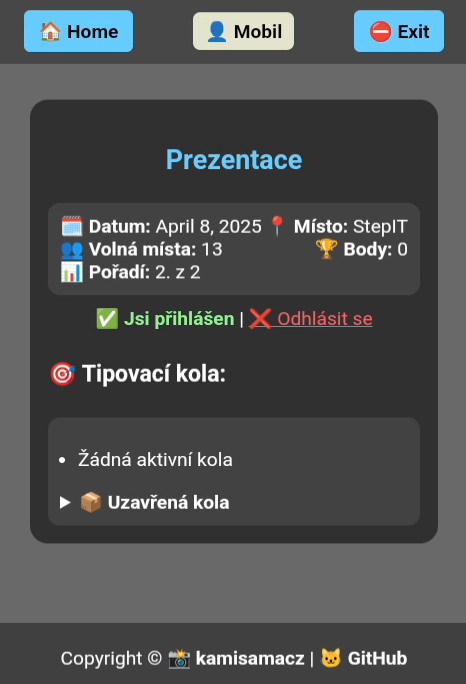 🏠 Home 👤 Mobil ⛔ Exit
Prezentace
🗓️ Datum: April 8, 2025 📍 Místo: StepIT
👥 Volná místa: 13 🏆 Body: 0
📊 Pořadí: 2. z 2
✅ Jsi přihlášen | ❌ Odhlásit se
🎯 Tipovací kola:
• Žádná aktivní kola
▶ 📦 Uzavřená kola
Copyright © 📸 kamisamacz | 🐱 GitHub